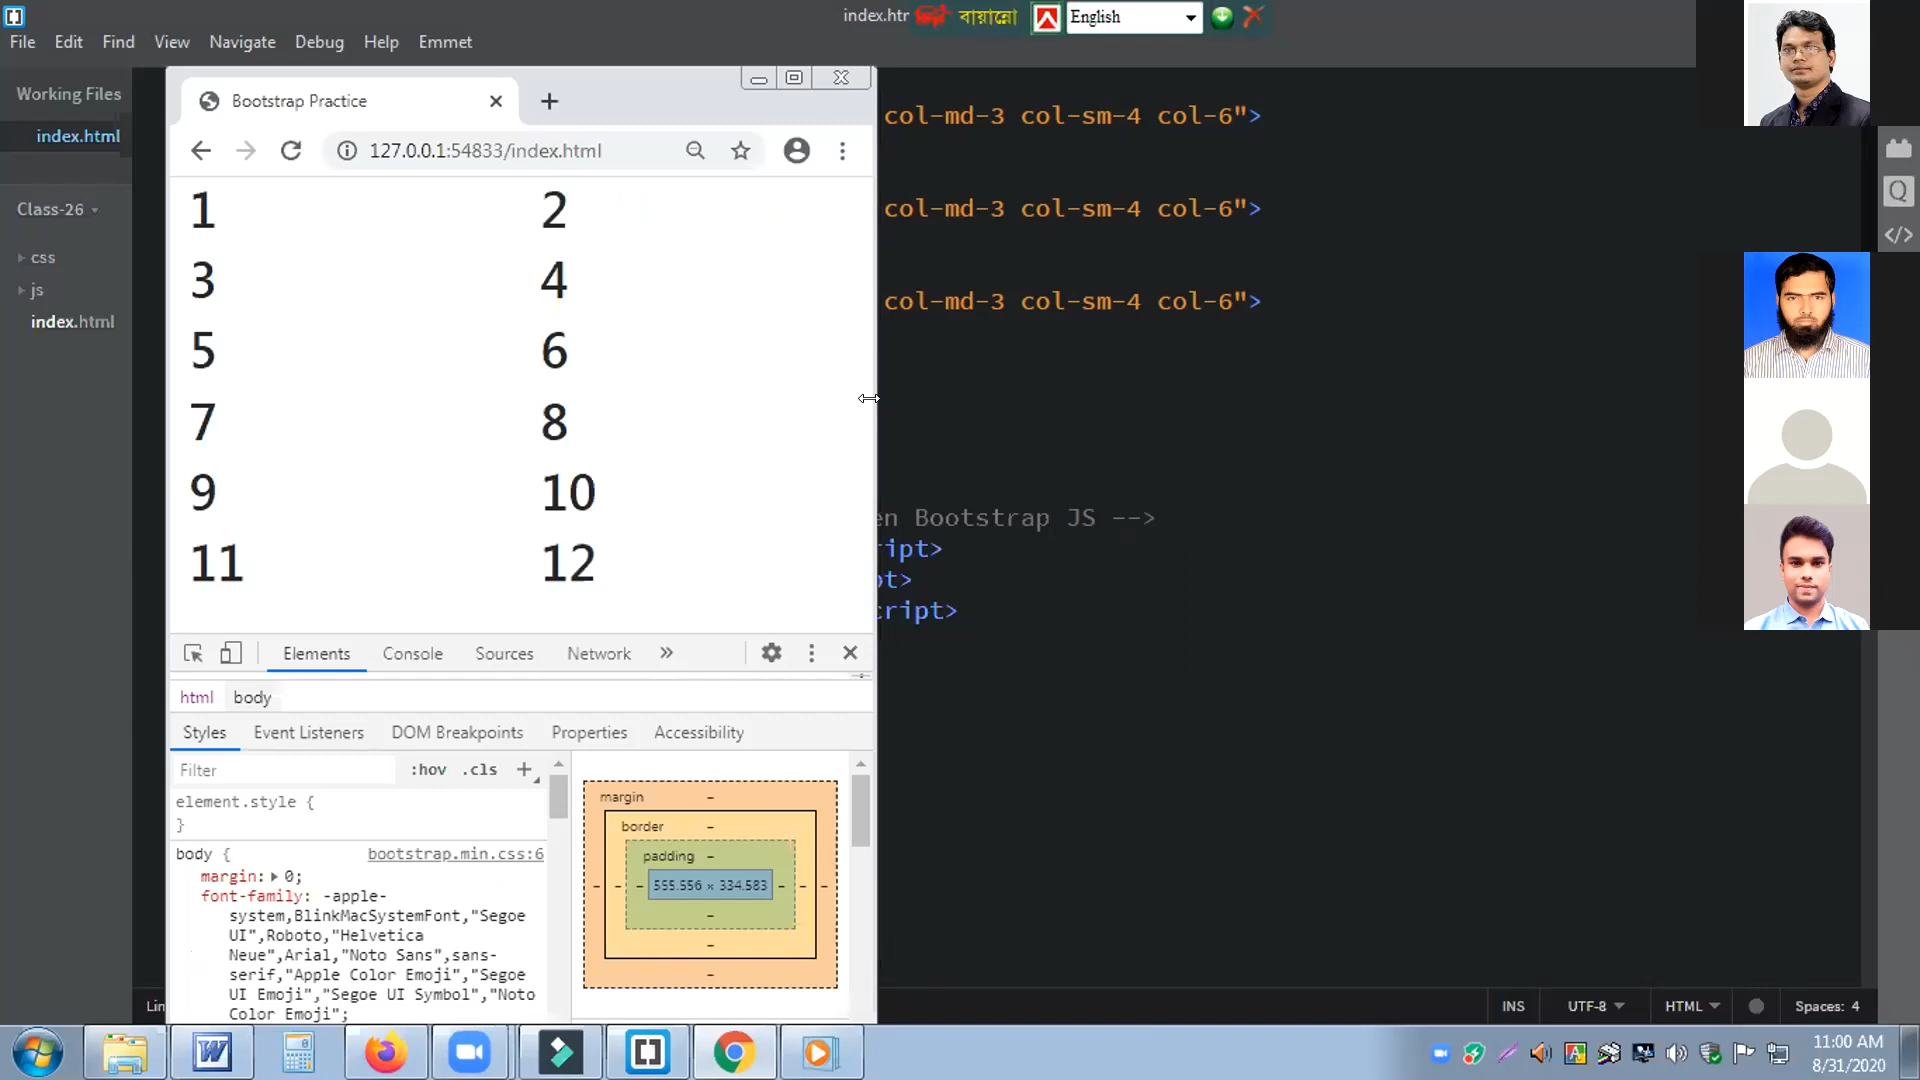 index.htr বায়ান্নো English
File Edit Find View Navigate Debug Help Emmet
Working Files
index.html
Class-26
css
js
index.html
Bootstrap Practice
127.0.0.1:54833/index.html
1 2
3 4
5 6
7 8
9 10
11 12
Elements Console Sources Network »
html body
Styles Event Listeners DOM Breakpoints Properties Accessibility
Filter :hov .cls +
element.style {
}
body { bootstrap.min.css:6
margin: 0;
font-family: -apple-
system,BlinkMacSystemFont,"Segoe
UI",Roboto,"Helvetica
Neue",Arial,"Noto Sans",sans-
serif,"Apple Color Emoji","Segoe
UI Emoji","Segoe UI Symbol","Noto
Color Emoji";
margin –
border –
padding –
555.556 × 334.583
col-md-3 col-sm-4 col-6">
col-md-3 col-sm-4 col-6">
col-md-3 col-sm-4 col-6">
en Bootstrap JS -->
ript>
pt>
cript>
Lin INS UTF-8 HTML Spaces: 4
11:00 AM
8/31/2020